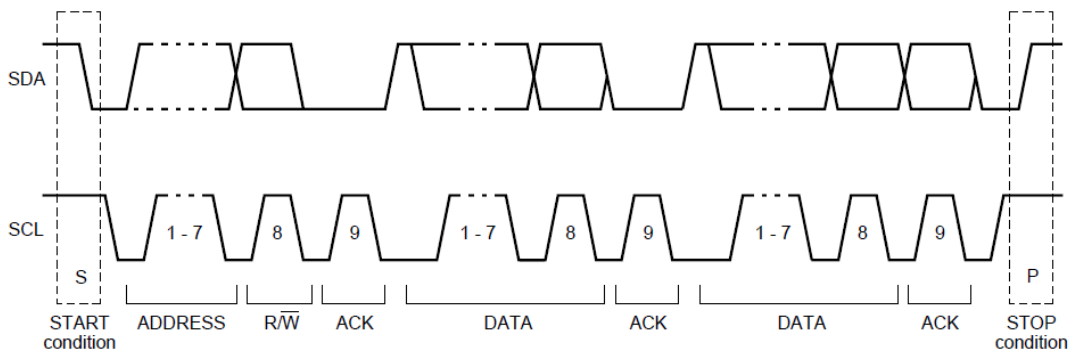 SDA
SCL
1 - 7
8
9
1 - 7
8
9
1 - 7
8
9
S
P
START
condition
ADDRESS
R/W̅
ACK
DATA
ACK
DATA
ACK
STOP
condition